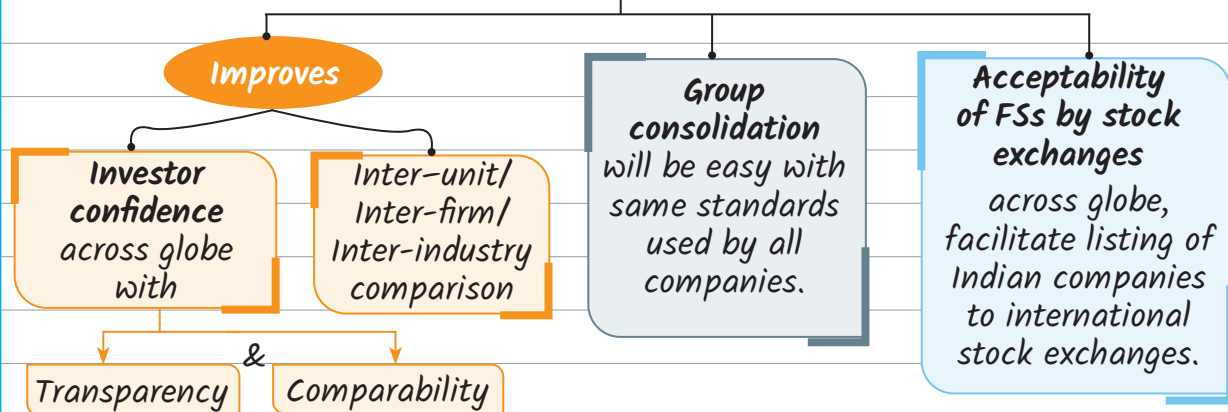 Improves
Investor
confidence
across globe
with
Transparency
&
Comparability
Inter-unit/
Inter-firm/
Inter-industry
comparison
Group
consolidation
will be easy with
same standards
used by all
companies.
Acceptability
of FSs by stock
exchanges
across globe,
facilitate listing of
Indian companies
to international
stock exchanges.